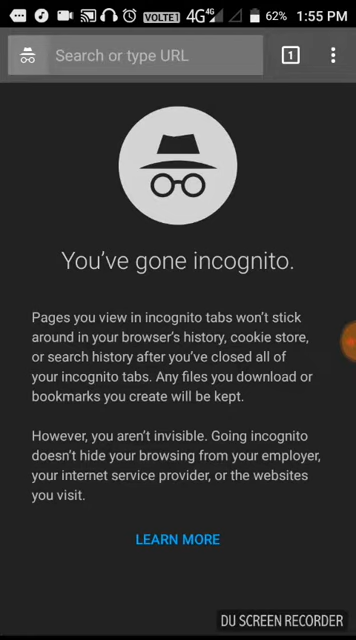 VOLTE1 4G 4G 62% 1:55 PM
Search or type URL 1
You've gone incognito.
Pages you view in incognito tabs won't stick
around in your browser's history, cookie store,
or search history after you've closed all of
your incognito tabs. Any files you download or
bookmarks you create will be kept.
However, you aren't invisible. Going incognito
doesn't hide your browsing from your employer,
your internet service provider, or the websites
you visit.
LEARN MORE
DU SCREEN RECORDER